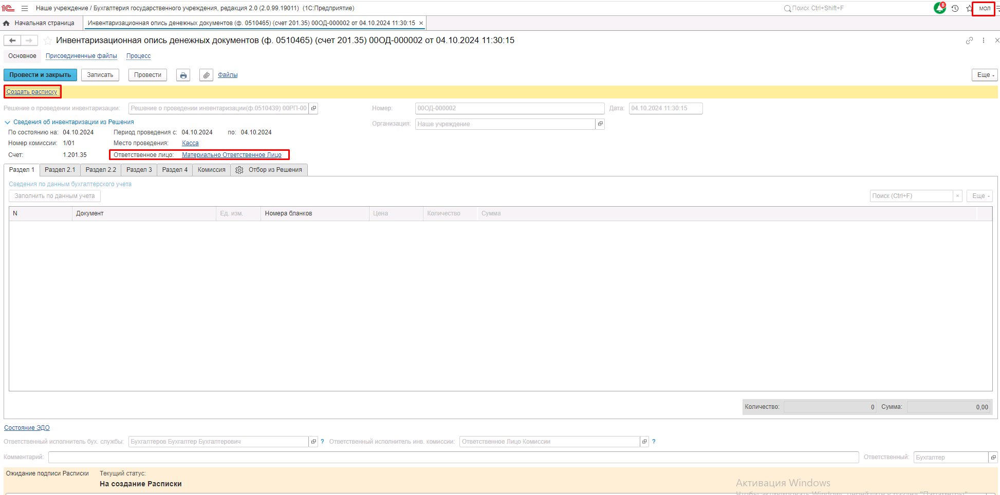 1С Наше учреждение / Бухгалтерия государственного учреждения, редакция 2.0 (2.0.99.19011) (1С:Предприятие) Поиск Ctrl+Shift+F 8 МОЛ
Начальная страница Инвентаризационная опись денежных документов (ф. 0510465) (счет 201.35) 00ОД-000002 от 04.10.2024 11:30:15 ×
Инвентаризационная опись денежных документов (ф. 0510465) (счет 201.35) 00ОД-000002 от 04.10.2024 11:30:15
Основное Присоединенные файлы Процесс
Провести и закрыть Записать Провести Файлы Еще
Создать расписку
Решение о проведении инвентаризации: Решение о проведении инвентаризации(ф.0510439) 00РП-00 Номер: 00ОД-000002 Дата: 04.10.2024 11:30:15
Сведения об инвентаризации из Решения Организация: Наше учреждение
По состоянию на: 04.10.2024 Период проведения с: 04.10.2024 по: 04.10.2024
Номер комиссии: 1/01 Место проведения: Касса
Счет: 1.201.35 Ответственное лицо: Материально Ответственное Лицо
Раздел 1 Раздел 2.1 Раздел 2.2 Раздел 3 Раздел 4 Комиссия Отбор из Решения
Сведения по данным бухгалтерского учета
Заполнить по данным учета Поиск (Ctrl+F) × Еще
N Документ Ед. изм. Номера бланков Цена Количество Сумма
Количество: 0 Сумма: 0,00
Состояние ЭДО
Ответственный исполнитель бух. службы: Бухгалтеров Бухгалтер Бухгалтерович ? Ответственный исполнитель инв. комиссии: Ответственное Лицо Комиссии ?
Комментарий: Ответственный: Бухгалтер
Ожидание подписи Расписки Текущий статус:
На создание Расписки
Активация Windows